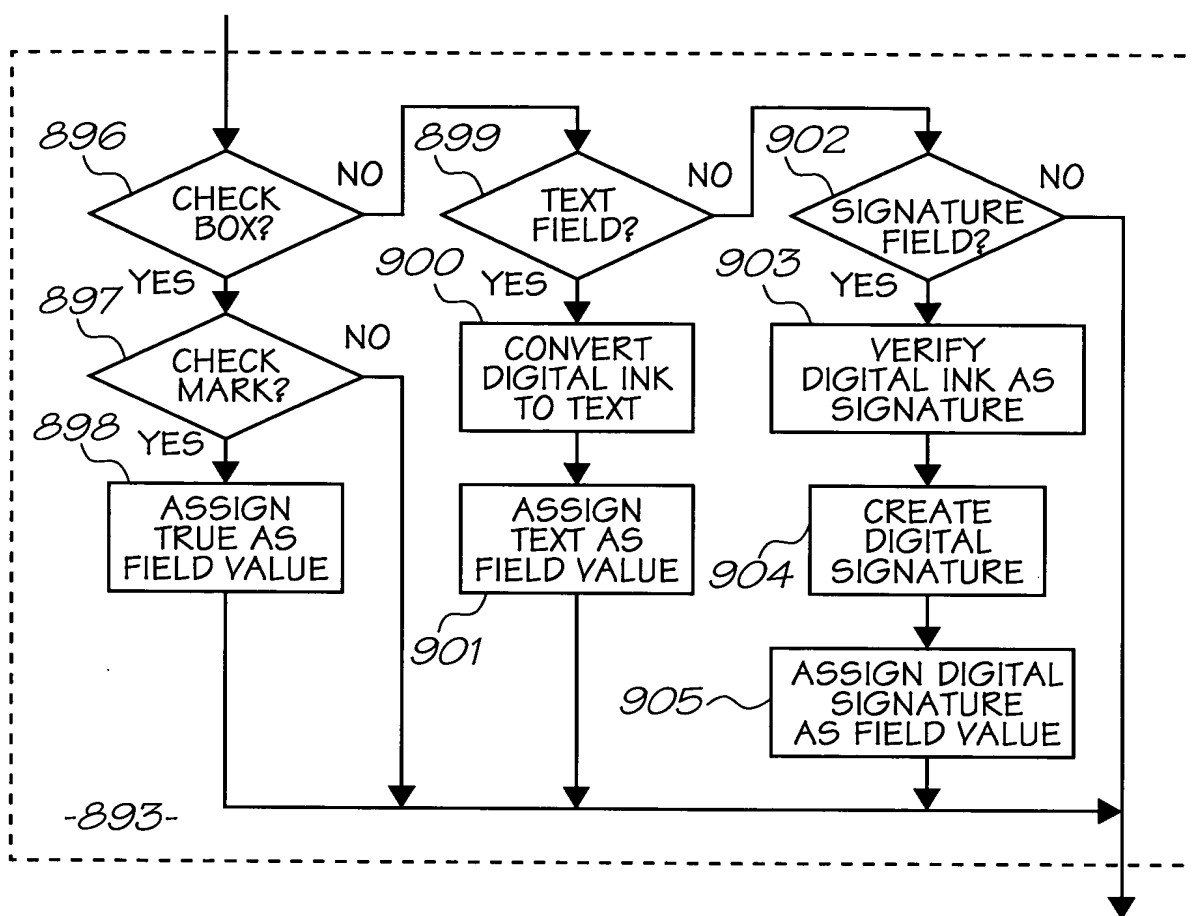 896
CHECK
BOX?
NO
YES
897
CHECK
MARK?
NO
YES
898
ASSIGN
TRUE AS
FIELD VALUE
899
TEXT
FIELD?
NO
YES
900
CONVERT
DIGITAL INK
TO TEXT
ASSIGN
TEXT AS
FIELD VALUE
901
902
SIGNATURE
FIELD?
NO
YES
903
VERIFY
DIGITAL INK AS
SIGNATURE
CREATE
DIGITAL
SIGNATURE
904
905
ASSIGN DIGITAL
SIGNATURE
AS FIELD VALUE
-893-